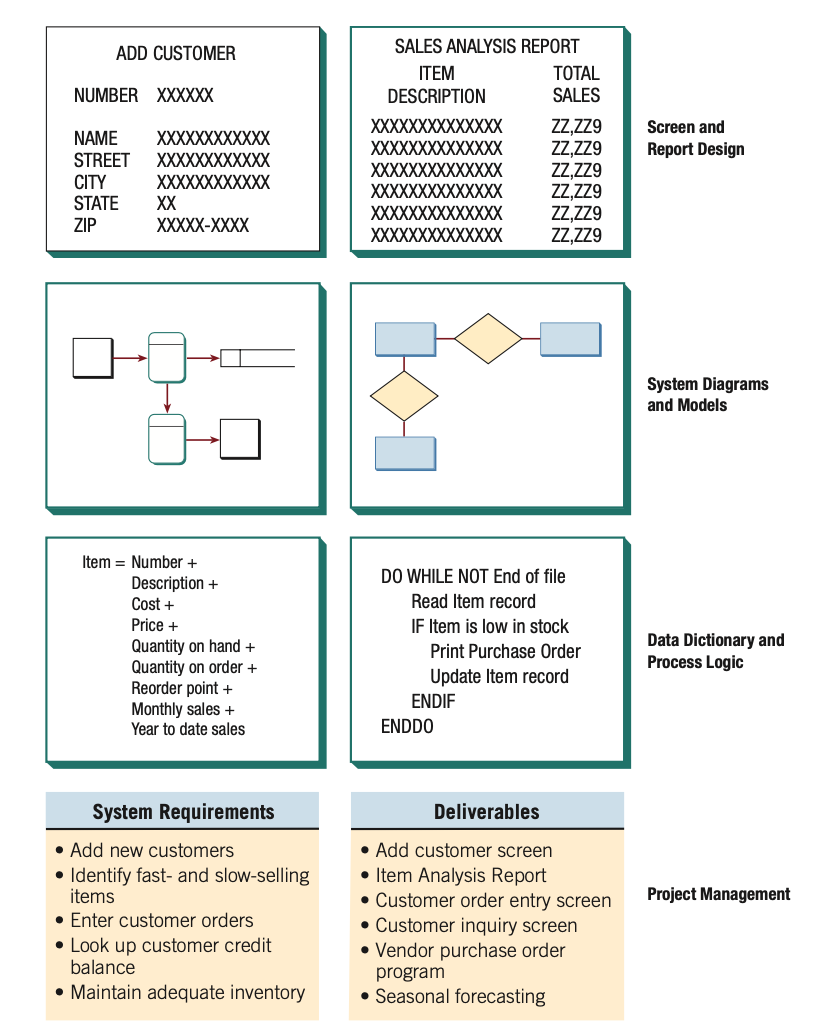 ADD CUSTOMER
NUMBER XXXXXX
NAME XXXXXXXXXXXX
STREET XXXXXXXXXXXX
CITY XXXXXXXXXXXX
STATE XX
ZIP XXXXX-XXXX
SALES ANALYSIS REPORT
ITEM TOTAL
DESCRIPTION SALES
XXXXXXXXXXXXXX ZZ,ZZ9
XXXXXXXXXXXXXX ZZ,ZZ9
XXXXXXXXXXXXXX ZZ,ZZ9
XXXXXXXXXXXXXX ZZ,ZZ9
XXXXXXXXXXXXXX ZZ,ZZ9
XXXXXXXXXXXXXX ZZ,ZZ9
Screen and
Report Design
System Diagrams
and Models
Item = Number +
Description +
Cost +
Price +
Quantity on hand +
Quantity on order +
Reorder point +
Monthly sales +
Year to date sales
DO WHILE NOT End of file
Read Item record
IF Item is low in stock
Print Purchase Order
Update Item record
ENDIF
ENDDO
Data Dictionary and
Process Logic
System Requirements
• Add new customers
• Identify fast- and slow-selling
items
• Enter customer orders
• Look up customer credit
balance
• Maintain adequate inventory
Deliverables
• Add customer screen
• Item Analysis Report
• Customer order entry screen
• Customer inquiry screen
• Vendor purchase order
program
• Seasonal forecasting
Project Management